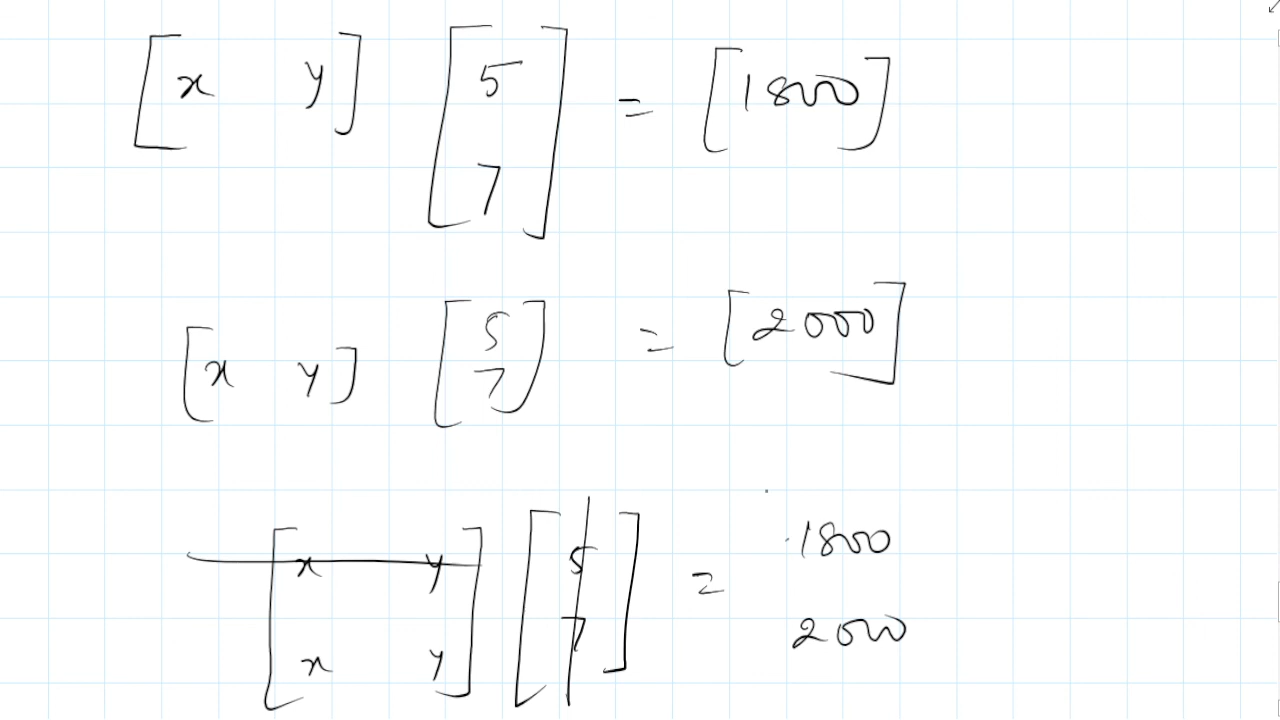 [x y] [5 7] = [1800]
[x y] [5 7] = [2000]
[x y x y] [5 7] = 1800 2000